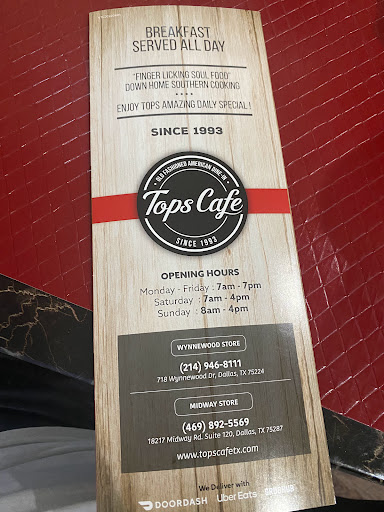 BREAKFAST
SERVED ALL DAY
"FINGER LICKING SOUL FOOD"
DOWN HOME SOUTHERN COOKING
ENJOY TOPS AMAZING DAILY SPECIAL!
SINCE 1993
OLD FASHIONED AMERICAN DINE-IN
Tops Cafe
SINCE 1993
OPENING HOURS
Monday - Friday : 7am - 7pm
Saturday : 7am - 4pm
Sunday : 8am - 4pm
WYNNEWOOD STORE
(214) 946-8111
718 Wynnewood Dr, Dallas, TX 75224
MIDWAY STORE
(469) 892-5569
18217 Midway Rd. Suite 120, Dallas, TX 75287
www.topscafetx.com
We Deliver with
DOORDASH Uber Eats GRUBHUB